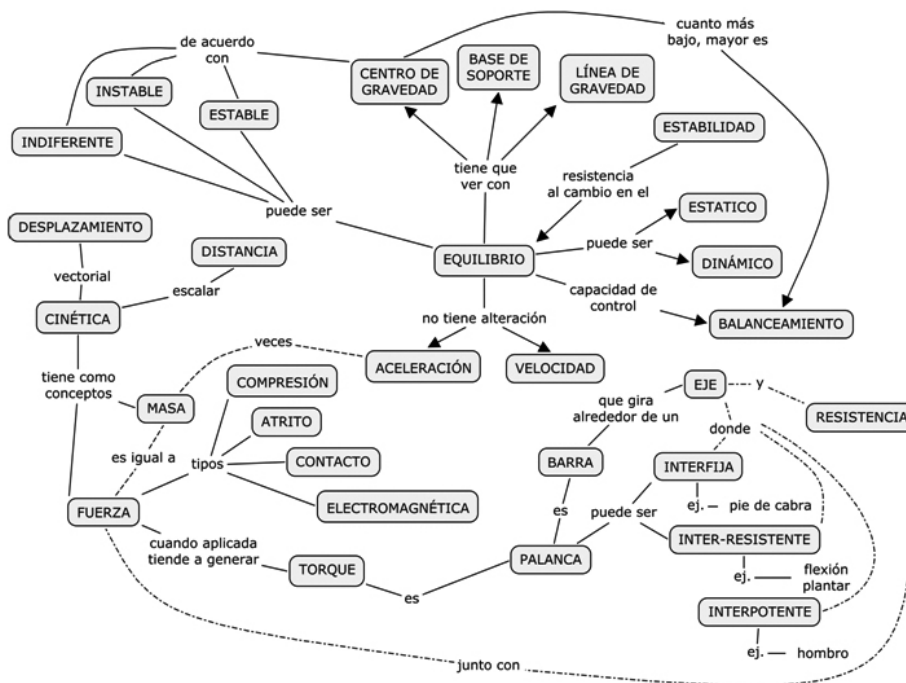 cuanto más
bajo, mayor es
de acuerdo
con
CENTRO DE
GRAVEDAD
BASE DE
SOPORTE
LÍNEA DE
GRAVEDAD
INSTABLE
ESTABLE
INDIFERENTE
ESTABILIDAD
tiene que
ver con
resistencia
al cambio en el
puede ser
ESTATICO
DESPLAZAMIENTO
DISTANCIA
EQUILIBRIO
puede ser
DINÁMICO
vectorial
escalar
capacidad de
control
CINÉTICA
no tiene alteración
BALANCEAMIENTO
veces
ACELERACIÓN
VELOCIDAD
tiene como
conceptos
COMPRESIÓN
EJE
y
MASA
que gira
alrededor de un
RESISTENCIA
ATRITO
donde
es igual a
tipos
CONTACTO
BARRA
INTERFIJA
ELECTROMAGNÉTICA
ej.
pie de cabra
FUERZA
es
puede ser
cuando aplicada
tiende a generar
INTER-RESISTENTE
TORQUE
PALANCA
ej.
flexión
plantar
es
INTERPOTENTE
ej.
hombro
junto con